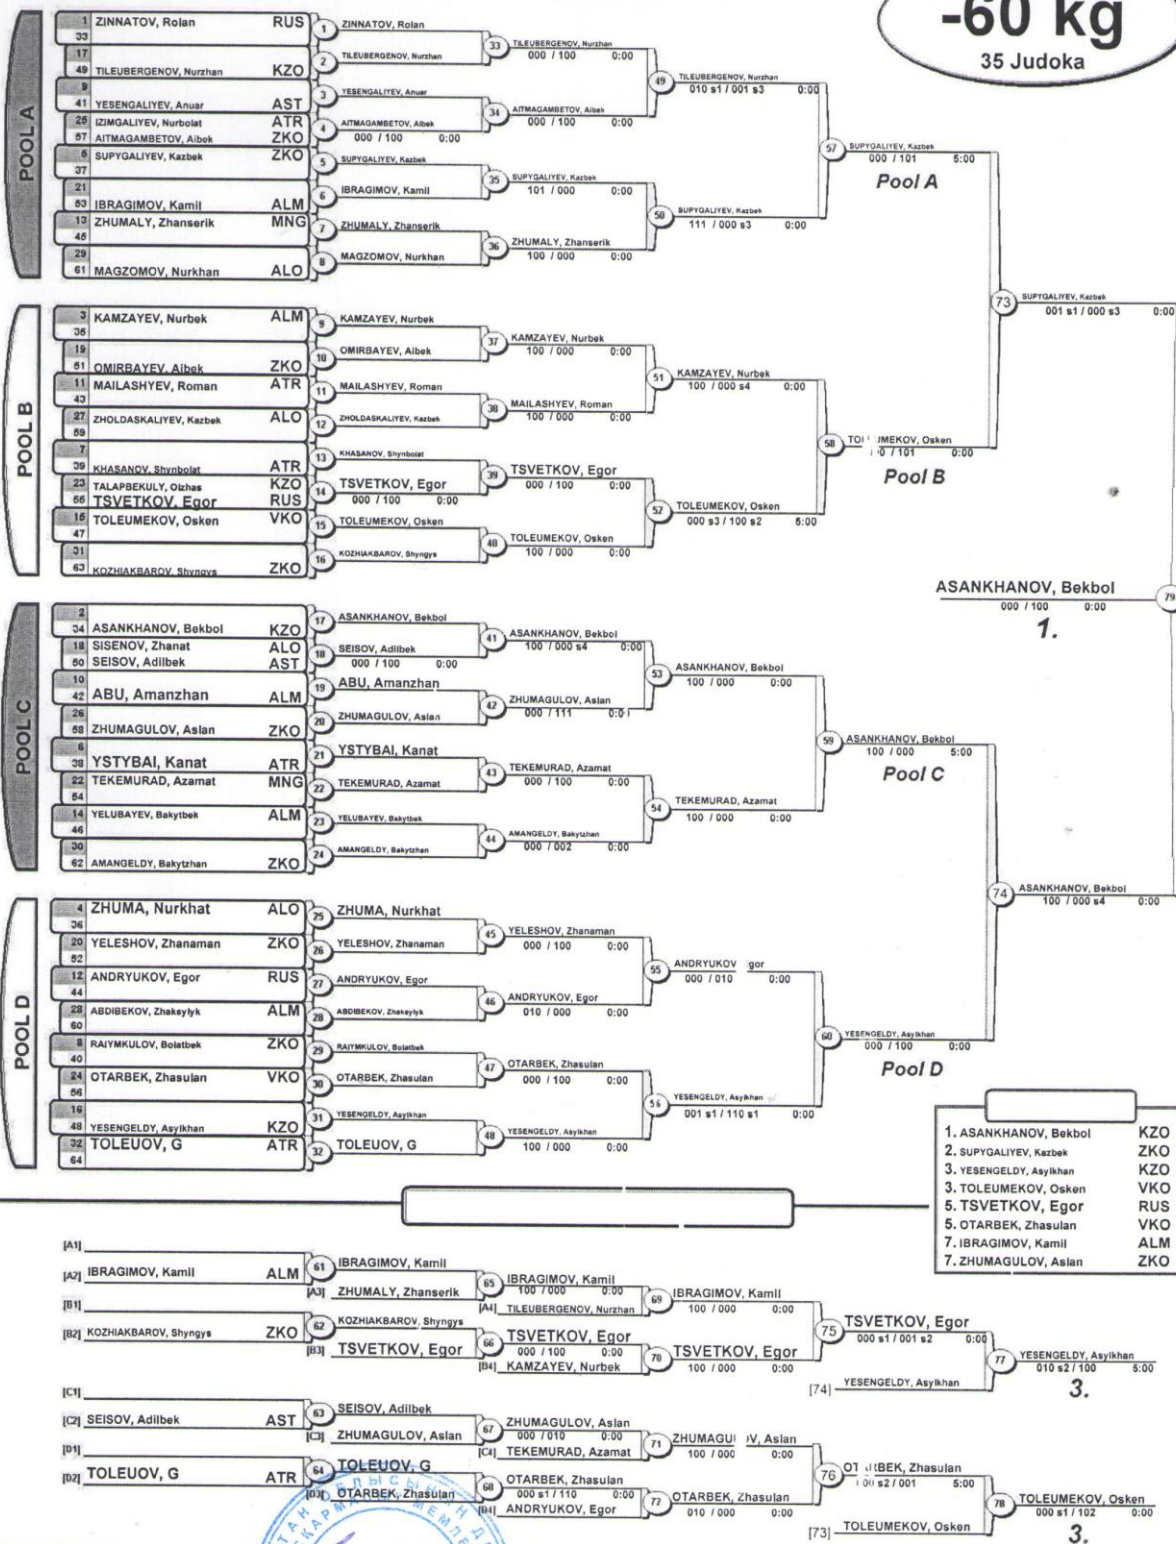 -60 kg
35 Judoka
POOL A
1 ZINNATOV, Rolan RUS
33
17
49 TILEUBERGENOV, Nurzhan KZO
9
41 YESENGALIYEV, Anuar AST
25 IZIMGALIYEV, Nurbolat ATR
57 AITMAGAMBETOV, Aibek ZKO
5 SUPYGALIYEV, Kazbek ZKO
37
21
53 IBRAGIMOV, Kamil ALM
13 ZHUMALY, Zhanserik MNG
45
29
61 MAGZOMOV, Nurkhan ALO
1 ZINNATOV, Rolan
2 TILEUBERGENOV, Nurzhan
3 YESENGALIYEV, Anuar
4 AITMAGAMBETOV, Aibek
000 / 100 0:00
5 SUPYGALIYEV, Kazbek
6 IBRAGIMOV, Kamil
7 ZHUMALY, Zhanserik
8 MAGZOMOV, Nurkhan
33 TILEUBERGENOV, Nurzhan
000 / 100 0:00
34 AITMAGAMBETOV, Aibek
000 / 100 0:00
35 SUPYGALIYEV, Kazbek
101 / 000 0:00
36 ZHUMALY, Zhanserik
100 / 000 0:00
49 TILEUBERGENOV, Nurzhan
010 s1 / 001 s3 0:00
50 SUPYGALIYEV, Kazbek
111 / 000 s3 0:00
57 SUPYGALIYEV, Kazbek
000 / 101 5:00
Pool A
POOL B
3 KAMZAYEV, Nurbek ALM
35
19
51 OMIRBAYEV, Aibek ZKO
11 MAILASHYEV, Roman ATR
43
27 ZHOLDASKALIYEV, Kazbek ALO
59
7
39 KHASANOV, Shynbolat ATR
23 TALAPBEKULY, Olzhas KZO
55 TSVETKOV, Egor RUS
15 TOLEUMEKOV, Osken VKO
47
31
63 KOZHIAKBAROV, Shyngys ZKO
9 KAMZAYEV, Nurbek
10 OMIRBAYEV, Aibek
11 MAILASHYEV, Roman
12 ZHOLDASKALIYEV, Kazbek
13 KHASANOV, Shynbolat
14 TSVETKOV, Egor
000 / 100 0:00
15 TOLEUMEKOV, Osken
16 KOZHIAKBAROV, Shyngys
37 KAMZAYEV, Nurbek
100 / 000 0:00
38 MAILASHYEV, Roman
100 / 000 0:00
39 TSVETKOV, Egor
000 / 100 0:00
40 TOLEUMEKOV, Osken
100 / 000 0:00
51 KAMZAYEV, Nurbek
100 / 000 s4 0:00
52 TOLEUMEKOV, Osken
000 s3 / 100 s2 5:00
58 Osken
0:00
Pool B
73 SUPYGALIYEV, Kazbek
001 s1 / 000 s3 0:00
ASANKHANOV, Bekbol 79
000 / 100 0:00
1.
POOL C
2
34 ASANKHANOV, Bekbol KZO
18 SISENOV, Zhanat ALO
50 SEISOV, Adilbek AST
10
42 ABU, Amanzhan ALM
26
58 ZHUMAGULOV, Aslan ZKO
6
38 YSTYBAI, Kanat ATR
22 TEKEMURAD, Azamat MNG
54
14 YELUBAYEV, Bakytbek ALM
46
30
62 AMANGELDY, Bakytzhan ZKO
17 ASANKHANOV, Bekbol
18 SEISOV, Adilbek
000 / 100 0:00
19 ABU, Amanzhan
20 ZHUMAGULOV, Aslan
21 YSTYBAI, Kanat
22 TEKEMURAD, Azamat
23 YELUBAYEV, Bakytbek
24 AMANGELDY, Bakytzhan
41 ASANKHANOV, Bekbol
100 / 000 s4 0:00
42 ZHUMAGULOV, Aslan
000 / 111
43 TEKEMURAD, Azamat
000 / 100 0:00
44 AMANGELDY, Bakytzhan
000 / 002 0:00
53 ASANKHANOV, Bekbol
100 / 000 0:00
54 TEKEMURAD, Azamat
100 / 000 0:00
59 ASANKHANOV, Bekbol
100 / 000 5:00
Pool C
POOL D
4 ZHUMA, Nurkhat ALO
36
20 YELESHOV, Zhanaman ZKO
52
12 ANDRYUKOV, Egor RUS
44
28 ABDIBEKOV, Zhaksylyk ALM
60
8 RAIYMKULOV, Bolatbek ZKO
40
24 OTARBEK, Zhasulan VKO
56
16
48 YESENGELDY, Asylkhan KZO
32 TOLEUOV, G ATR
64
25 ZHUMA, Nurkhat
26 YELESHOV, Zhanaman
27 ANDRYUKOV, Egor
28 ABDIBEKOV, Zhaksylyk
29 RAIYMKULOV, Bolatbek
30 OTARBEK, Zhasulan
31 YESENGELDY, Asylkhan
32 TOLEUOV, G
45 YELESHOV, Zhanaman
000 / 100 0:00
46 ANDRYUKOV, Egor
010 / 000 0:00
47 OTARBEK, Zhasulan
000 / 100 0:00
48 YESENGELDY, Asylkhan
100 / 000 0:00
55 ANDRYUKOV
000 / 010 0:00
56 YESENGELDY, Asylkhan
001 s1 / 110 s1 0:00
60 YESENGELDY, Asylkhan
000 / 100 0:00
Pool D
74 ASANKHANOV, Bekbol
100 / 000 s4 0:00
1. ASANKHANOV, Bekbol KZO
2. SUPYGALIYEV, Kazbek ZKO
3. YESENGELDY, Asylkhan KZO
3. TOLEUMEKOV, Osken VKO
5. TSVETKOV, Egor RUS
5. OTARBEK, Zhasulan VKO
7. IBRAGIMOV, Kamil ALM
7. ZHUMAGULOV, Aslan ZKO
[A1]
[A2] IBRAGIMOV, Kamil ALM
[B1]
[B2] KOZHIAKBAROV, Shyngys ZKO
61 IBRAGIMOV, Kamil
[A3] ZHUMALY, Zhanserik
62 KOZHIAKBAROV, Shyngys
[B3] TSVETKOV, Egor
65 IBRAGIMOV, Kamil
100 / 000 0:00
[A4] TILEUBERGENOV, Nurzhan
66 TSVETKOV, Egor
000 / 100 0:00
[B4] KAMZAYEV, Nurbek
69 IBRAGIMOV, Kamil
100 / 000 0:00
70 TSVETKOV, Egor
100 / 000 0:00
75 TSVETKOV, Egor
000 s1 / 001 s2 0:00
[74] YESENGELDY, Asylkhan
77 YESENGELDY, Asylkhan
010 s2 / 100 5:00
3.
[C1]
[C2] SEISOV, Adilbek AST
[D1]
[D2] TOLEUOV, G ATR
63 SEISOV, Adilbek
[C3] ZHUMAGULOV, Aslan
64 TOLEUOV, G
[D3] OTARBEK, Zhasulan
67 ZHUMAGULOV, Aslan
000 / 010 0:00
[C4] TEKEMURAD, Azamat
68 OTARBEK, Zhasulan
000 s1 / 110 0:00
[D4] ANDRYUKOV, Egor
71 Aslan
100 / 000 0:00
72 OTARBEK, Zhasulan
010 / 000 0:00
76 Zhasulan
s2 / 001 5:00
[73] TOLEUMEKOV, Osken
78 TOLEUMEKOV, Osken
000 s1 / 102 0:00
3.